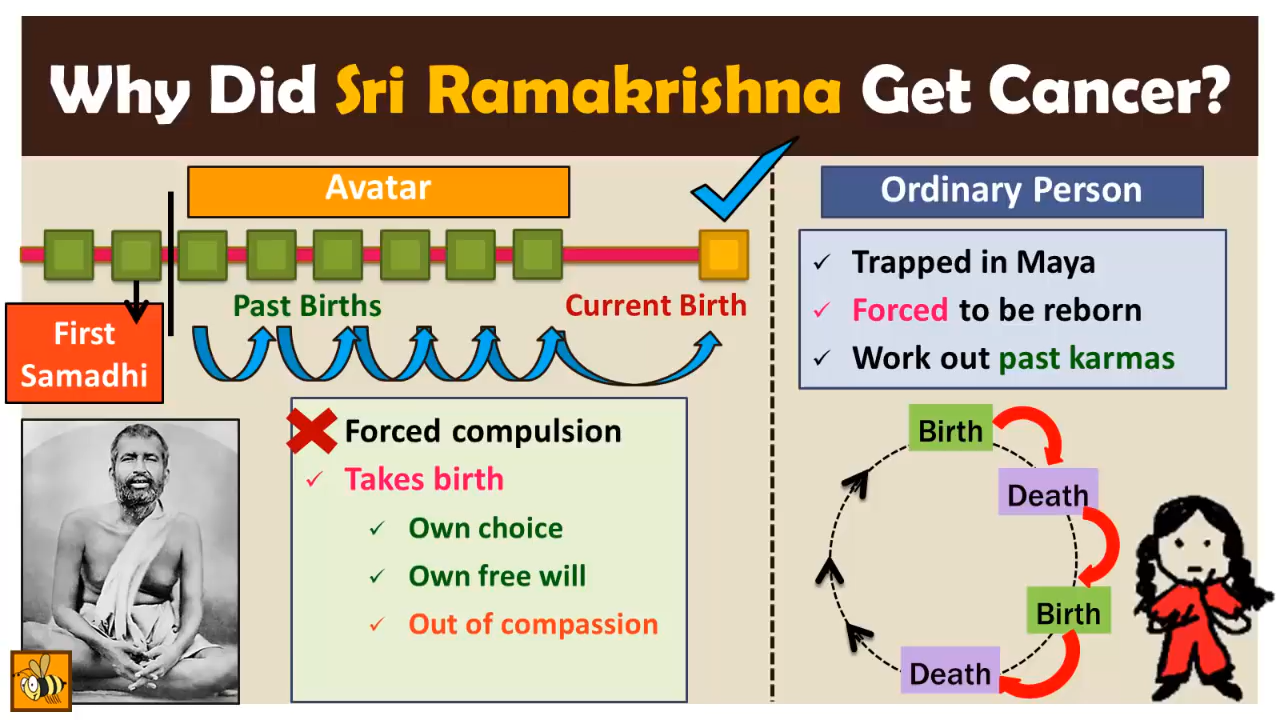 Why Did Sri Ramakrishna Get Cancer?
Avatar
Past Births
Current Birth
First
Samadhi
Forced compulsion
Takes birth
Own choice
Own free will
Out of compassion
Ordinary Person
Trapped in Maya
Forced to be reborn
Work out past karmas
Birth
Death
Birth
Death